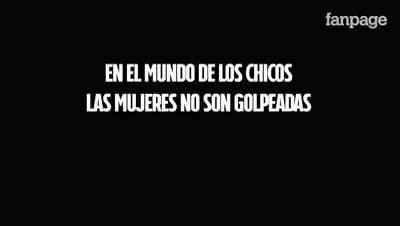 fanpage
EN EL MUNDO DE LOS CHICOS
LAS MUJERES NO SON GOLPEADAS